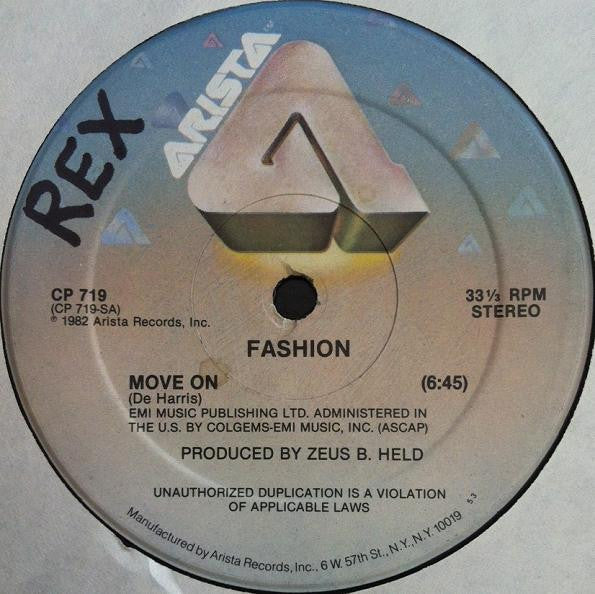 REX
ARISTA
CP 719
(CP 719-SA)
℗ 1982 Arista Records, Inc.
33⅓ RPM
STEREO
FASHION
MOVE ON (6:45)
(De Harris)
EMI MUSIC PUBLISHING LTD. ADMINISTERED IN
THE U.S. BY COLGEMS-EMI MUSIC, INC. (ASCAP)
PRODUCED BY ZEUS B. HELD
UNAUTHORIZED DUPLICATION IS A VIOLATION
OF APPLICABLE LAWS
Manufactured by Arista Records, Inc., 6 W. 57th St., N.Y., N.Y. 10019
53